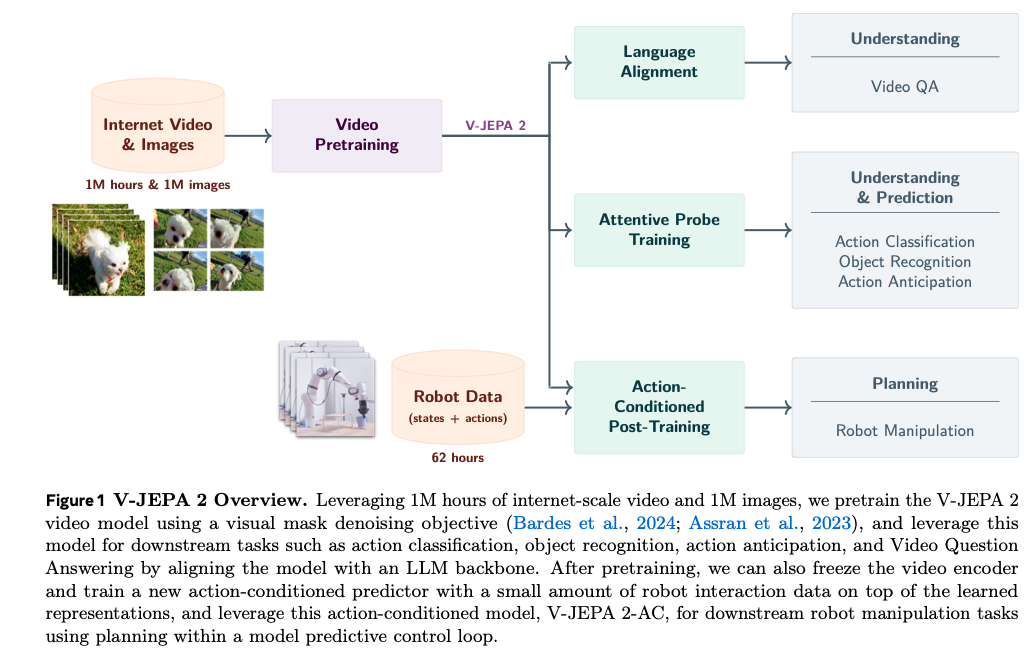 Internet Video
& Images
1M hours & 1M images
Video
Pretraining
V-JEPA 2
Language
Alignment
Understanding
Video QA
Attentive Probe
Training
Understanding
& Prediction
Action Classification
Object Recognition
Action Anticipation
Robot Data
(states + actions)
62 hours
Action-
Conditioned
Post-Training
Planning
Robot Manipulation
Figure 1 V-JEPA 2 Overview. Leveraging 1M hours of internet-scale video and 1M images, we pretrain the V-JEPA 2
video model using a visual mask denoising objective (Bardes et al., 2024; Assran et al., 2023), and leverage this
model for downstream tasks such as action classification, object recognition, action anticipation, and Video Question
Answering by aligning the model with an LLM backbone. After pretraining, we can also freeze the video encoder
and train a new action-conditioned predictor with a small amount of robot interaction data on top of the learned
representations, and leverage this action-conditioned model, V-JEPA 2-AC, for downstream robot manipulation tasks
using planning within a model predictive control loop.